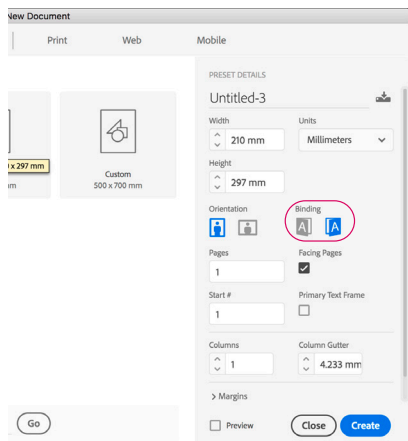 New Document
Print Web Mobile
PRESET DETAILS
Untitled-3
Width Units
210 mm Millimeters
Height
297 mm
Orientation Binding
A A
Pages Facing Pages
1
Start # Primary Text Frame
1
Columns Column Gutter
1 4.233 mm
> Margins
Preview Close Create
x 297 mm
Custom
500 x 700 mm
Go